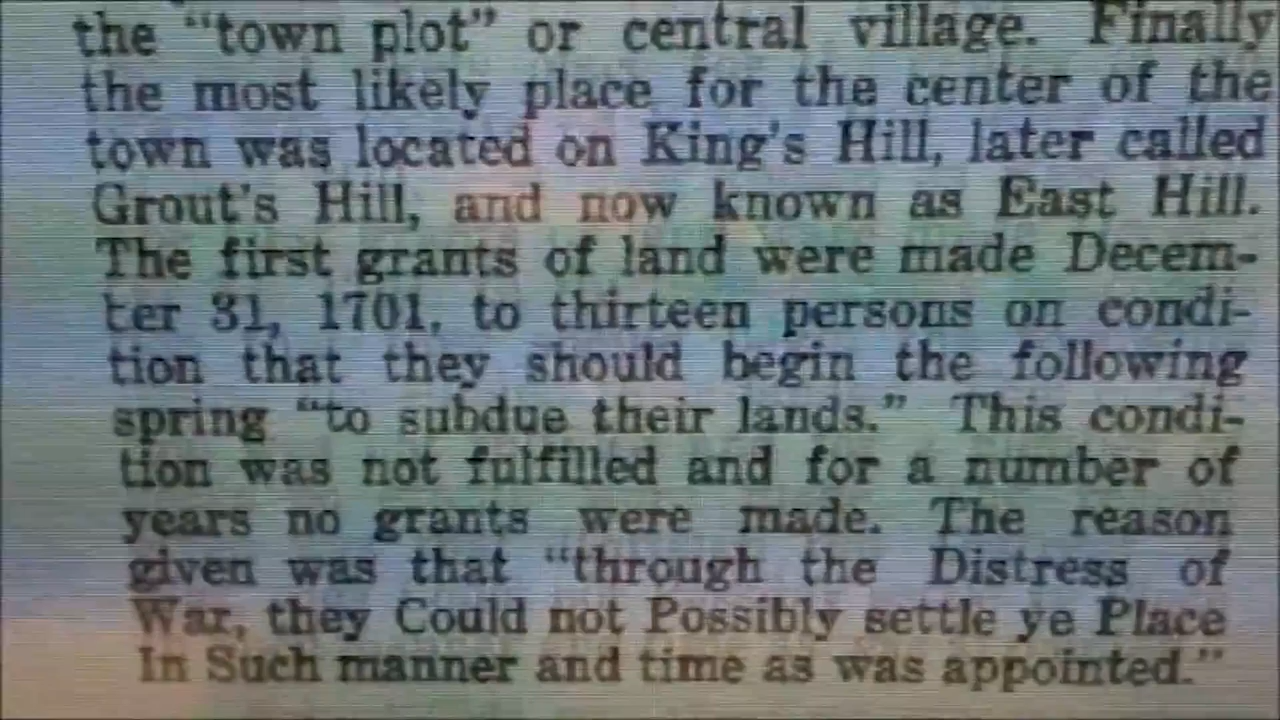 the "town plot" or central village. Finally
the most likely place for the center of the
town was located on King's Hill, later called
Grout's Hill, and now known as East Hill.
The first grants of land were made Decem-
ter 31, 1701, to thirteen persons on condi-
tion that they should begin the following
spring "to subdue their lands." This condi-
tion was not fulfilled and for a number of
years no grants were made. The reason
given was that "through the Distress of
War, they Could not Possibly settle ye Place
In Such manner and time as was appointed."